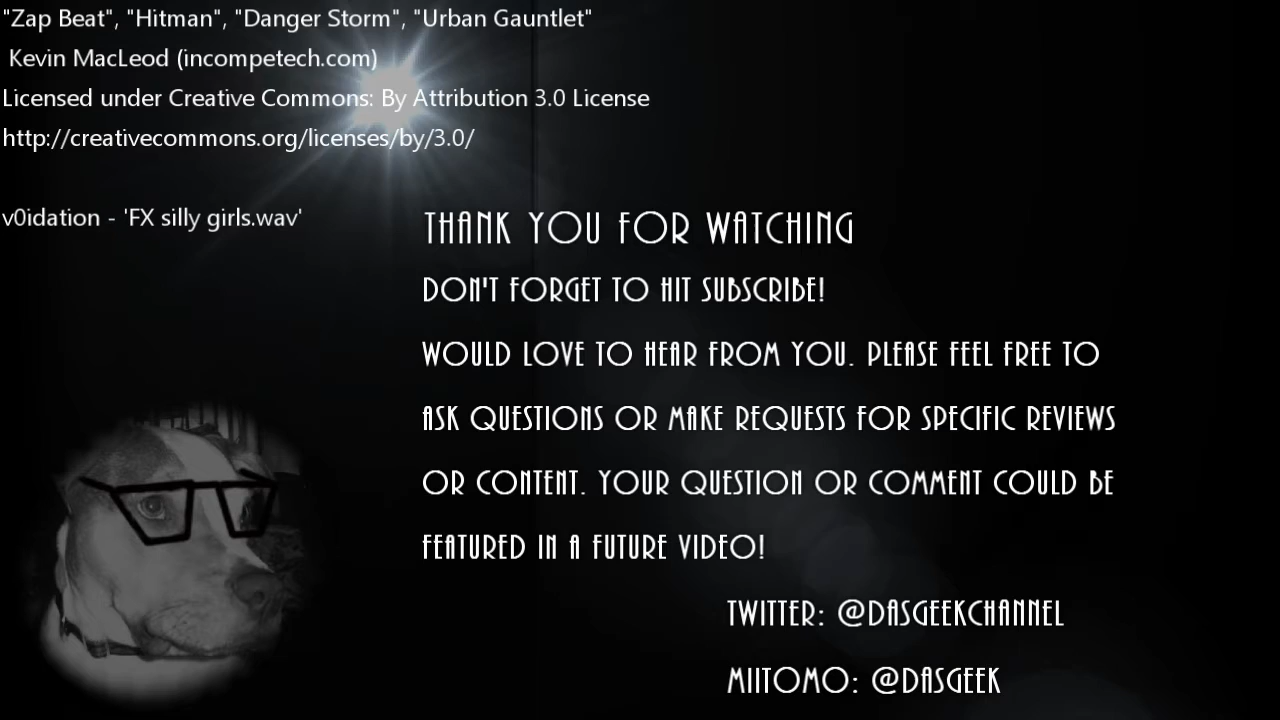 "Zap Beat", "Hitman", "Danger Storm", "Urban Gauntlet"
Kevin MacLeod (incompetech.com)
Licensed under Creative Commons: By Attribution 3.0 License
http://creativecommons.org/licenses/by/3.0/
v0idation - 'FX silly girls.wav'
THANK YOU FOR WATCHING
DON'T FORGET TO HIT SUBSCRIBE!
WOULD LOVE TO HEAR FROM YOU. PLEASE FEEL FREE TO
ASK QUESTIONS OR MAKE REQUESTS FOR SPECIFIC REVIEWS
OR CONTENT. YOUR QUESTION OR COMMENT COULD BE
FEATURED IN A FUTURE VIDEO!
TWITTER: @DASGEEKCHANNEL
MIITOMO: @DASGEEK